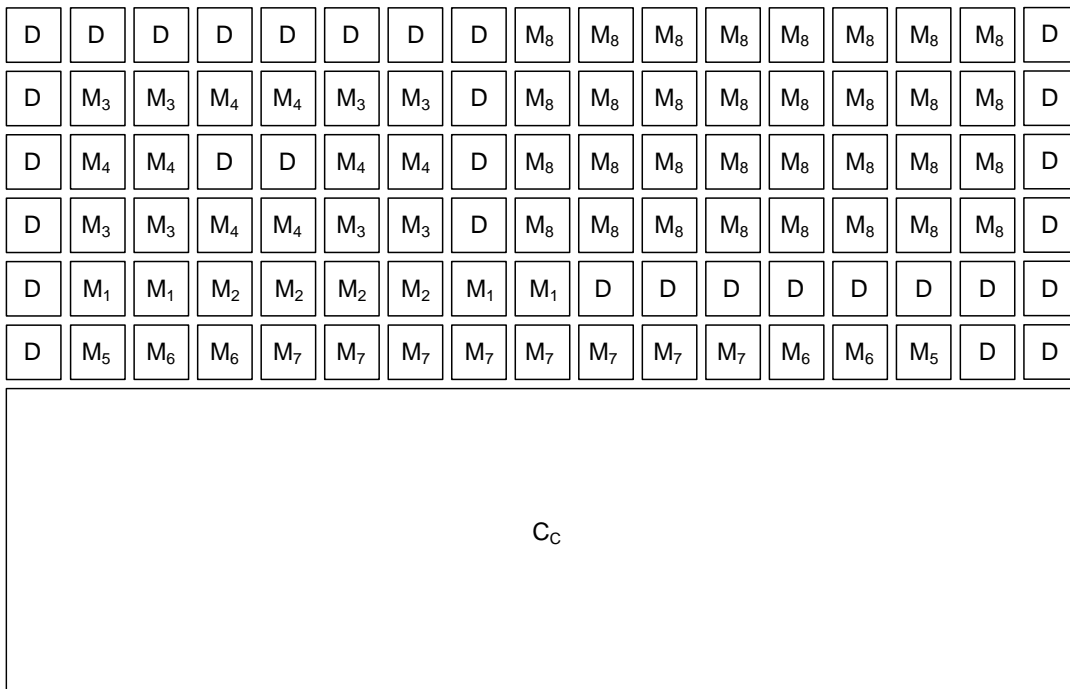 D D D D D D D D M₈ M₈ M₈ M₈ M₈ M₈ M₈ M₈ D
D M₃ M₃ M₄ M₄ M₃ M₃ D M₈ M₈ M₈ M₈ M₈ M₈ M₈ M₈ D
D M₄ M₄ D D M₄ M₄ D M₈ M₈ M₈ M₈ M₈ M₈ M₈ M₈ D
D M₃ M₃ M₄ M₄ M₃ M₃ D M₈ M₈ M₈ M₈ M₈ M₈ M₈ M₈ D
D M₁ M₁ M₂ M₂ M₂ M₂ M₁ M₁ D D D D D D D D
D M₅ M₆ M₆ M₇ M₇ M₇ M₇ M₇ M₇ M₇ M₇ M₆ M₆ M₅ D D
C_C